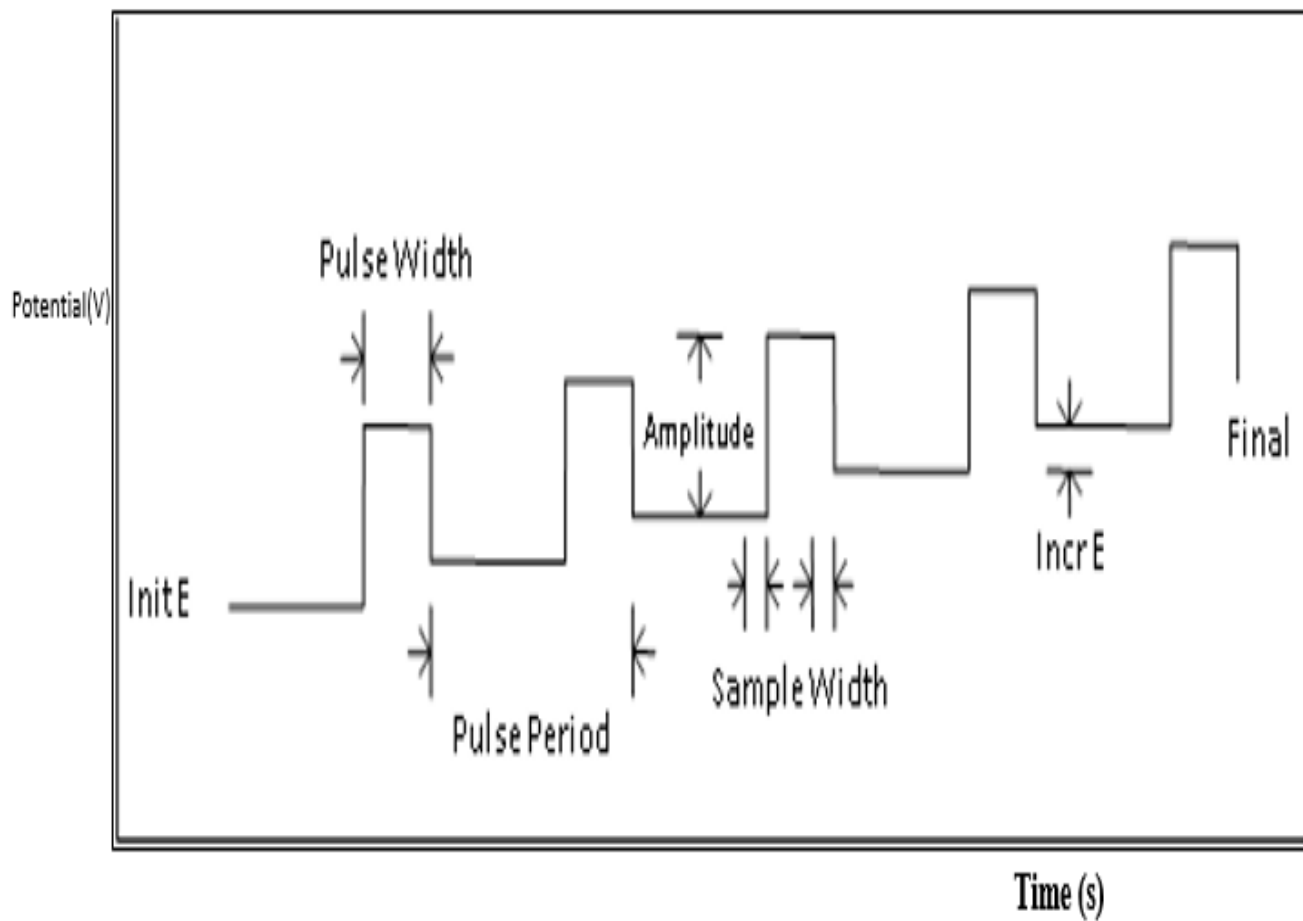 Pulse Width
Potential(V)
Amplitude
Final
Init E
Incr E
Sample Width
Pulse Period
Time (s)